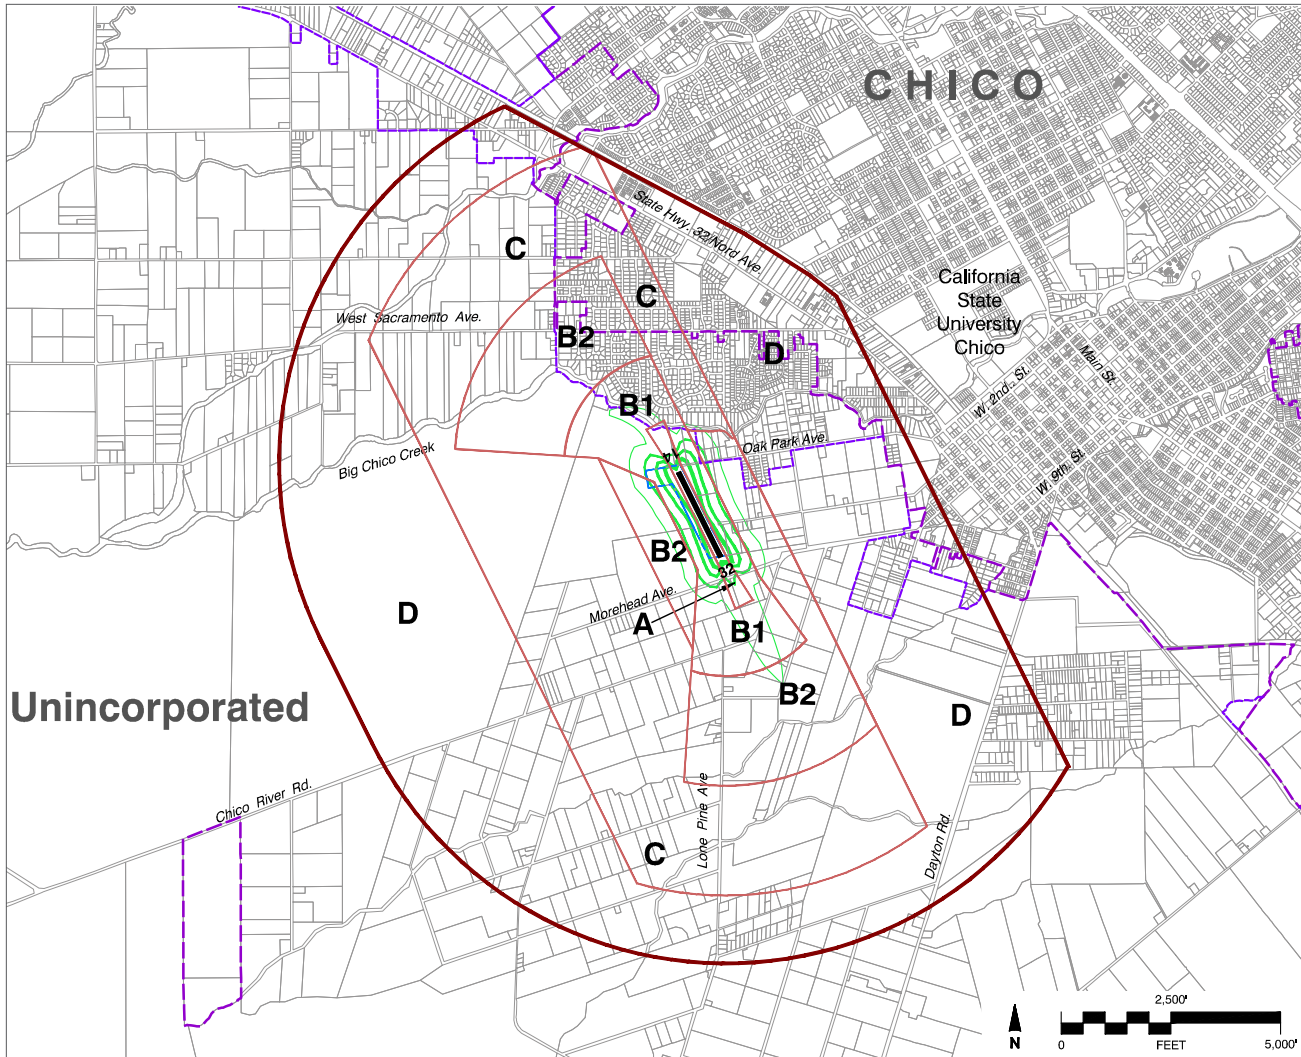 CHICO
State Hwy. 32/Nord Ave.
C
C
California
State
University
Chico
West Sacramento Ave.
B2
D
Main St.
W. 2nd. St.
B1
Oak Park Ave.
Big Chico Creek
14
W. 9th. St
B2
32
Morehead Ave.
A
B1
D
B2
Unincorporated
D
Chico River Rd.
Lone Pine Ave
C
Dayton Rd.
2,500'
N
0
FEET
5,000'